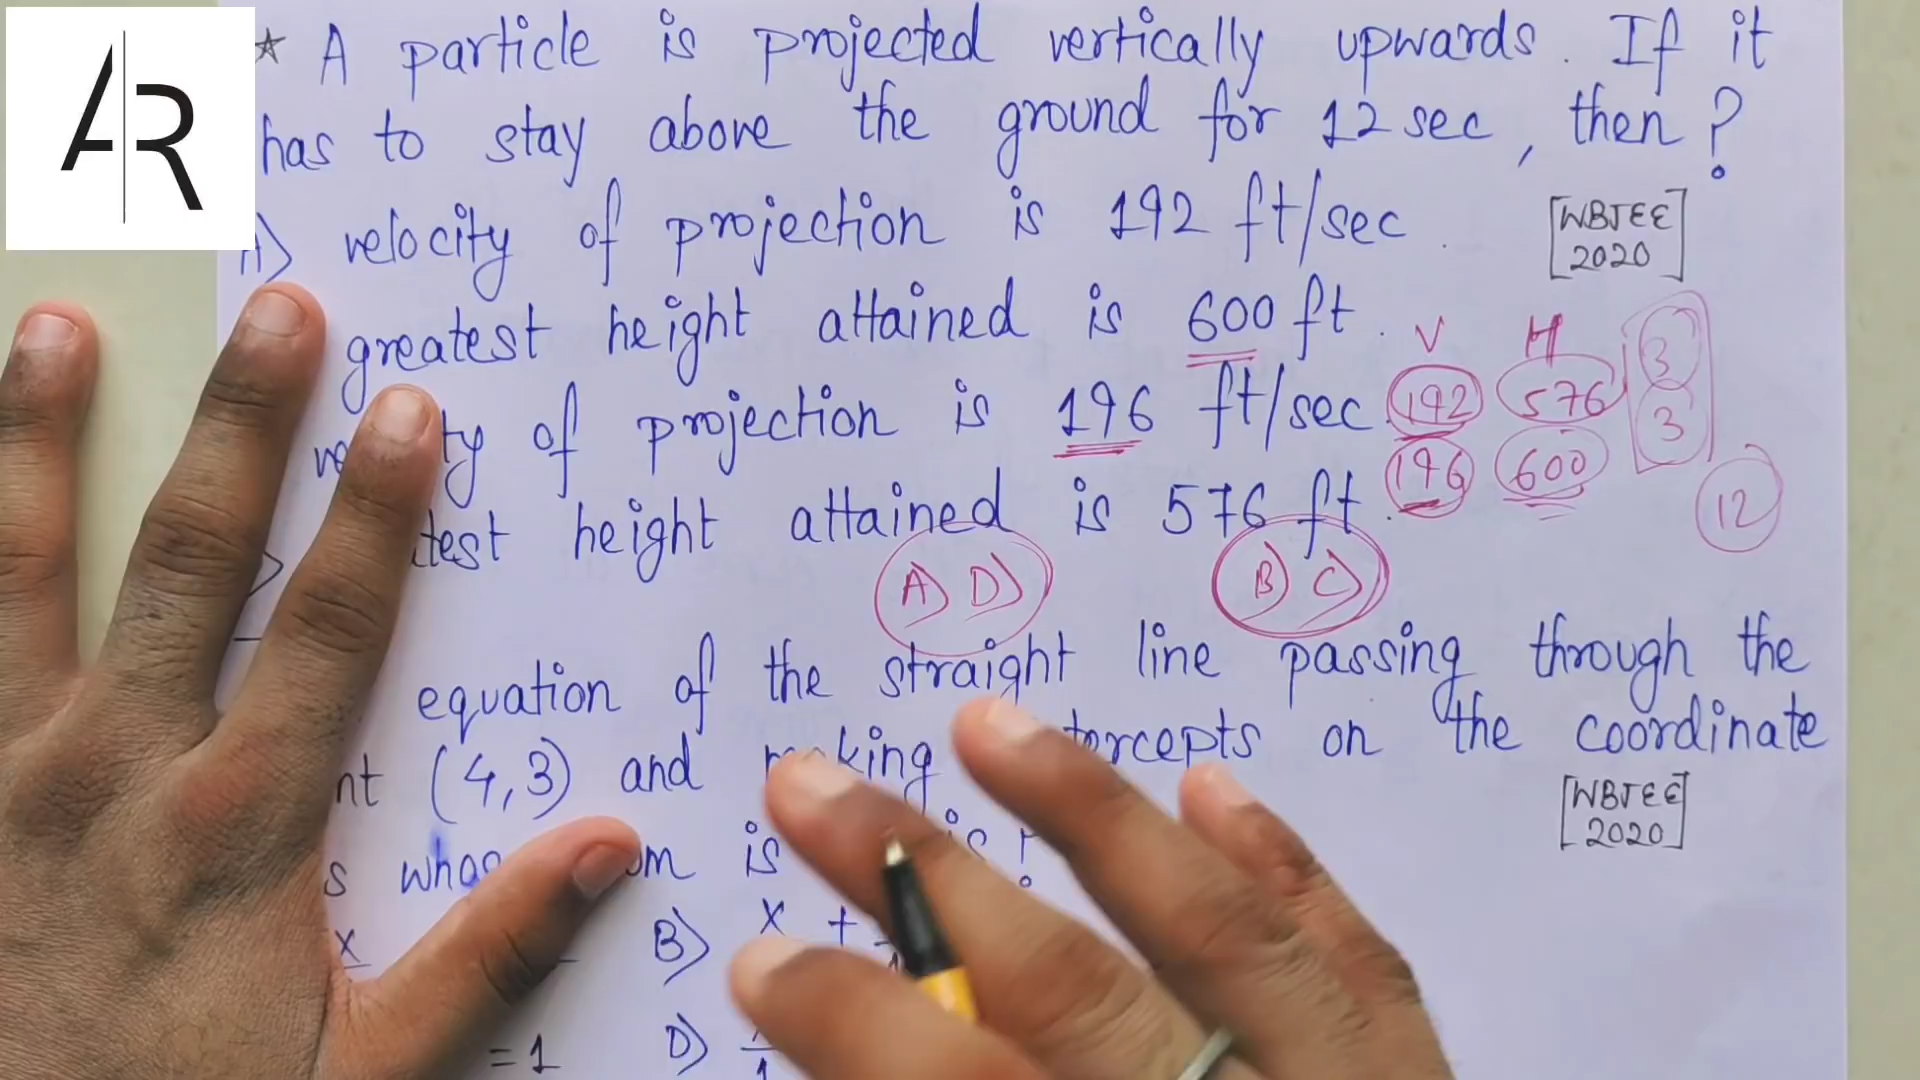 AR
★ A particle is projected vertically upwards. If it
has to stay above the ground for 12 sec, then ?
A) velocity of projection is 192 ft/sec.
[WBJEE
2020]
greatest height attained is 600 ft.
V H
of projection is 196 ft/sec.
192 576 3
196 600 3
12
height attained is 576 ft.
A) D) B) C)
equation of the straight line passing through the
(4,3) and on the coordinate
[WBJEE
2020]
is
x B) x +
= 1 D)